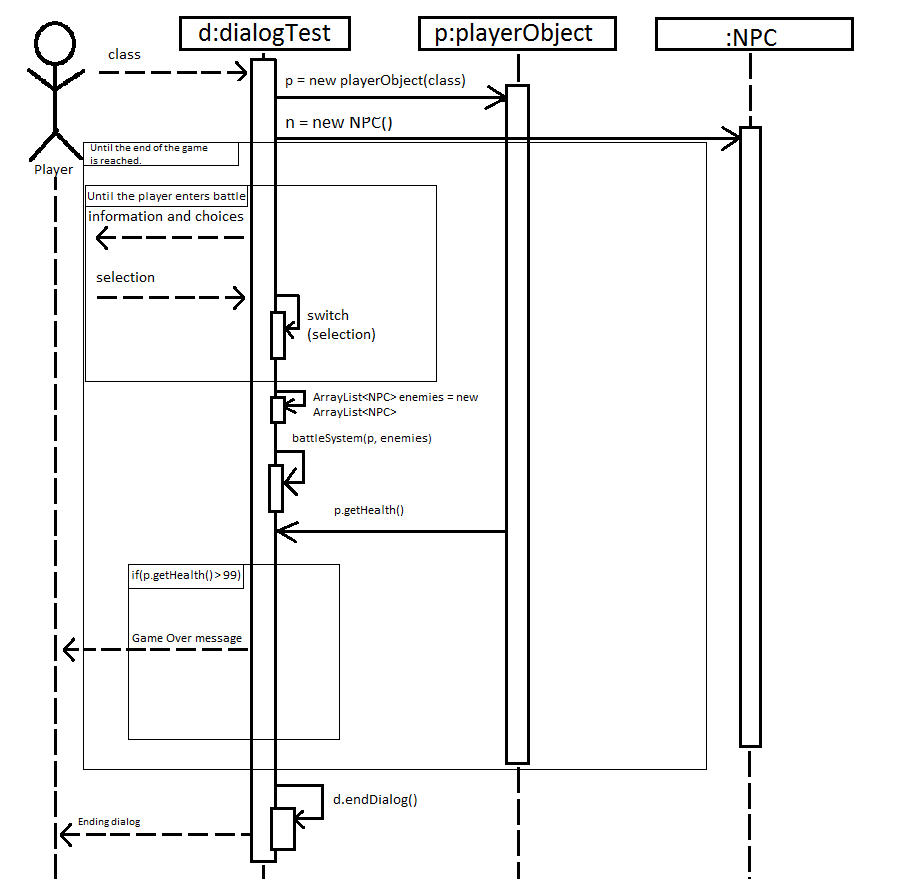 d:dialogTest
p:playerObject
:NPC
class
p = new playerObject(class)
n = new NPC()
Until the end of the game
is reached.
Player
Until the player enters battle
information and choices
selection
switch
(selection)
ArrayList<NPC> enemies = new
ArrayList<NPC>
battleSystem(p, enemies)
p.getHealth()
if(p.getHealth() > 99)
Game Over message
d.endDialog()
Ending dialog